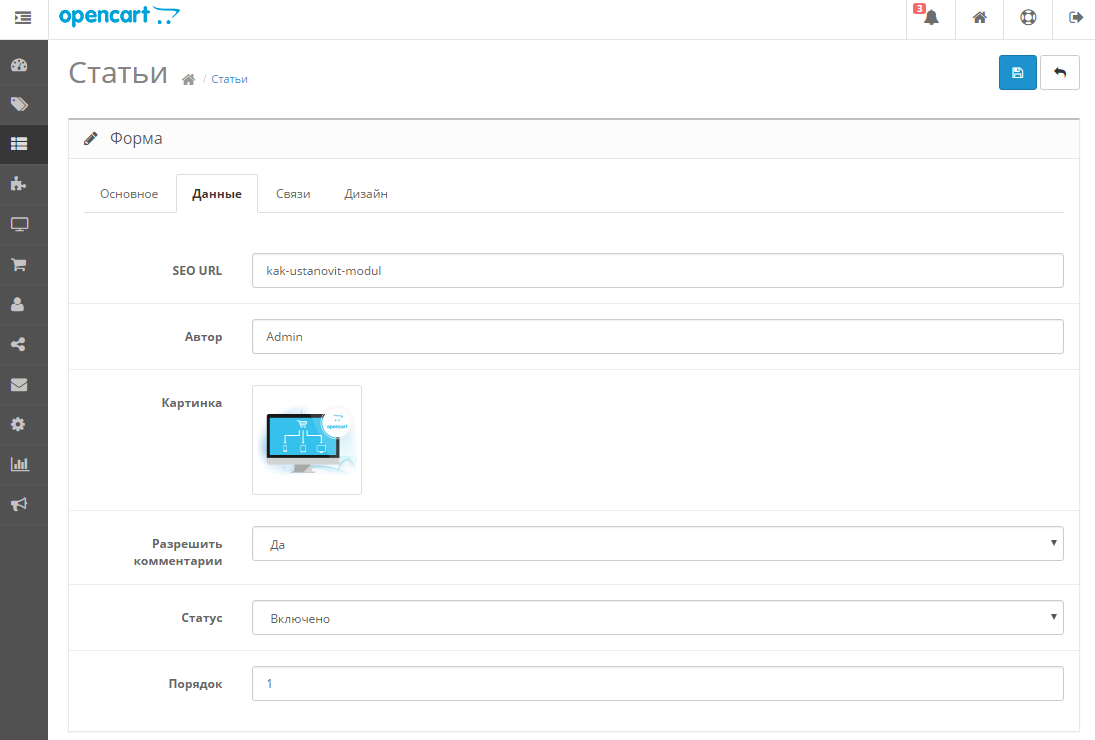 opencart
3
Статьи
/ Статьи
Форма
Основное
Данные
Связи
Дизайн
SEO URL
kak-ustanovit-modul
Автор
Admin
Картинка
opencart
Разрешить
комментарии
Да
Статус
Включено
Порядок
1